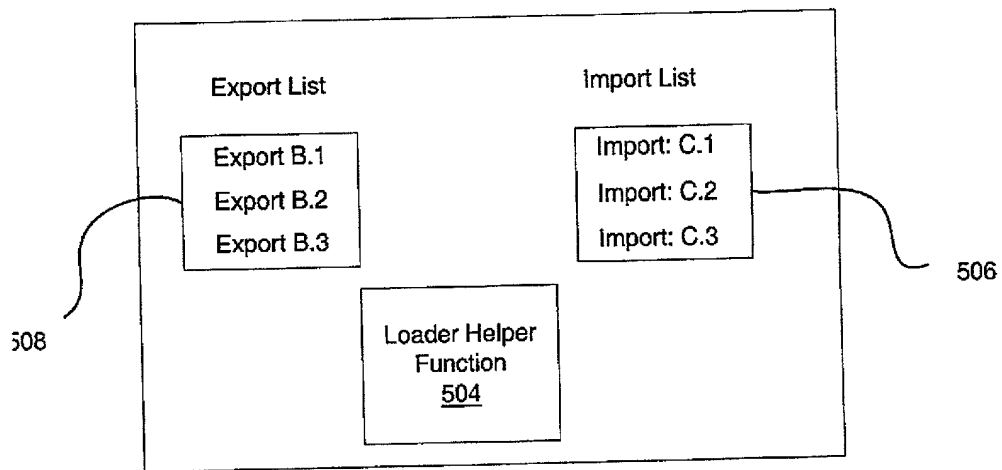 Export List
Import List
Export B.1
Export B.2
Export B.3
Import: C.1
Import: C.2
Import: C.3
508
506
Loader Helper
Function
504